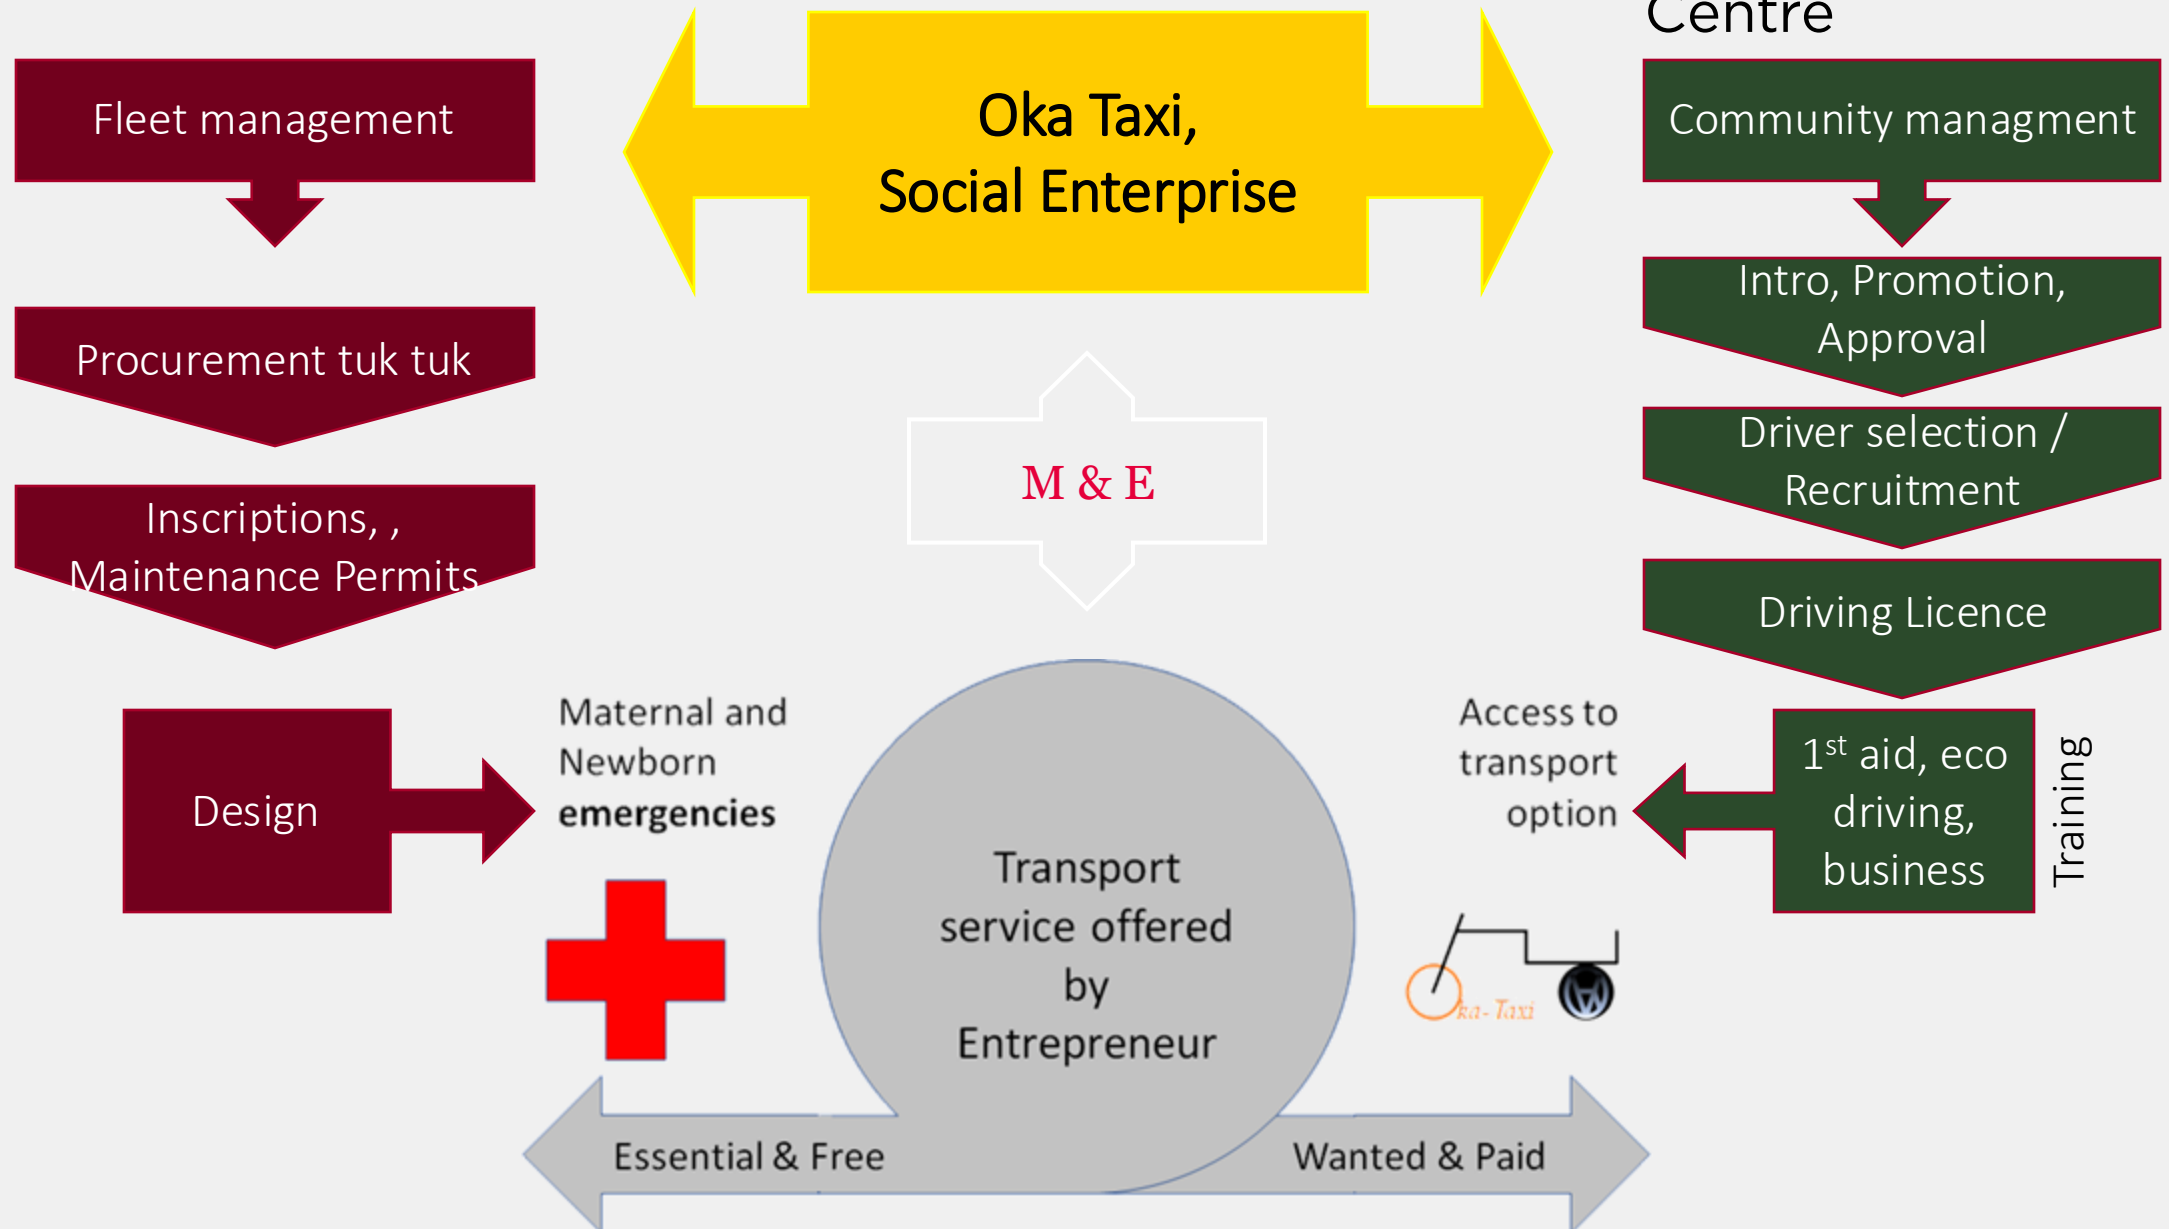 Centre
Fleet management
Oka Taxi,
Social Enterprise
Community managment
Procurement tuk tuk
Inscriptions, ,
Maintenance Permits
Design
M & E
Intro, Promotion,
Approval
Driver selection /
Recruitment
Driving Licence
1st aid, eco
driving,
business
Training
Maternal and
Newborn
emergencies
Transport
service offered
by
Entrepreneur
Access to
transport
option
ka-Taxi
Essential & Free
Wanted & Paid